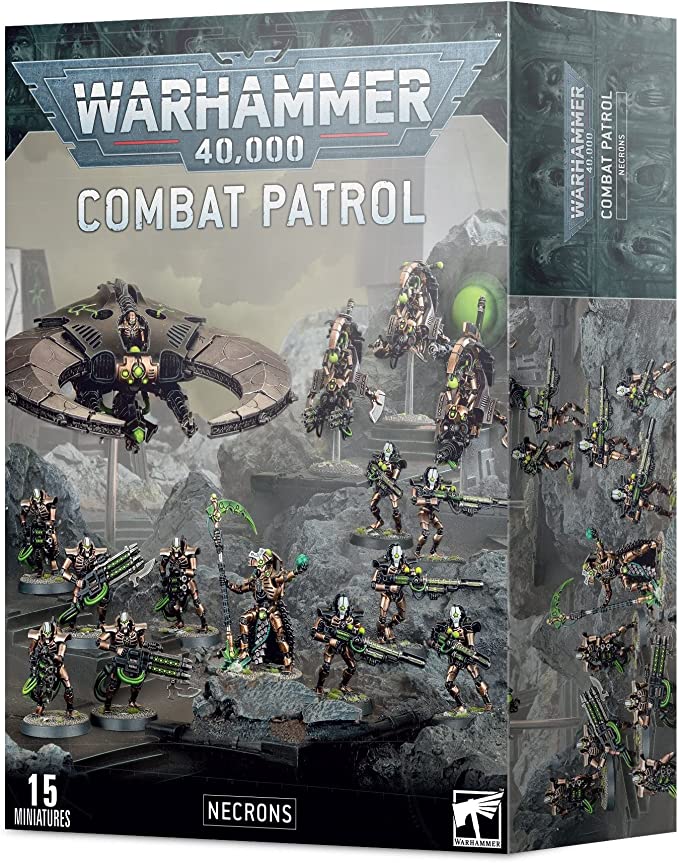 WARHAMMER
40,000
COMBAT PATROL
15
MINIATURES
NECRONS
WARHAMMER
WARHAMMER
40,000
COMBAT PATROL
NECRONS